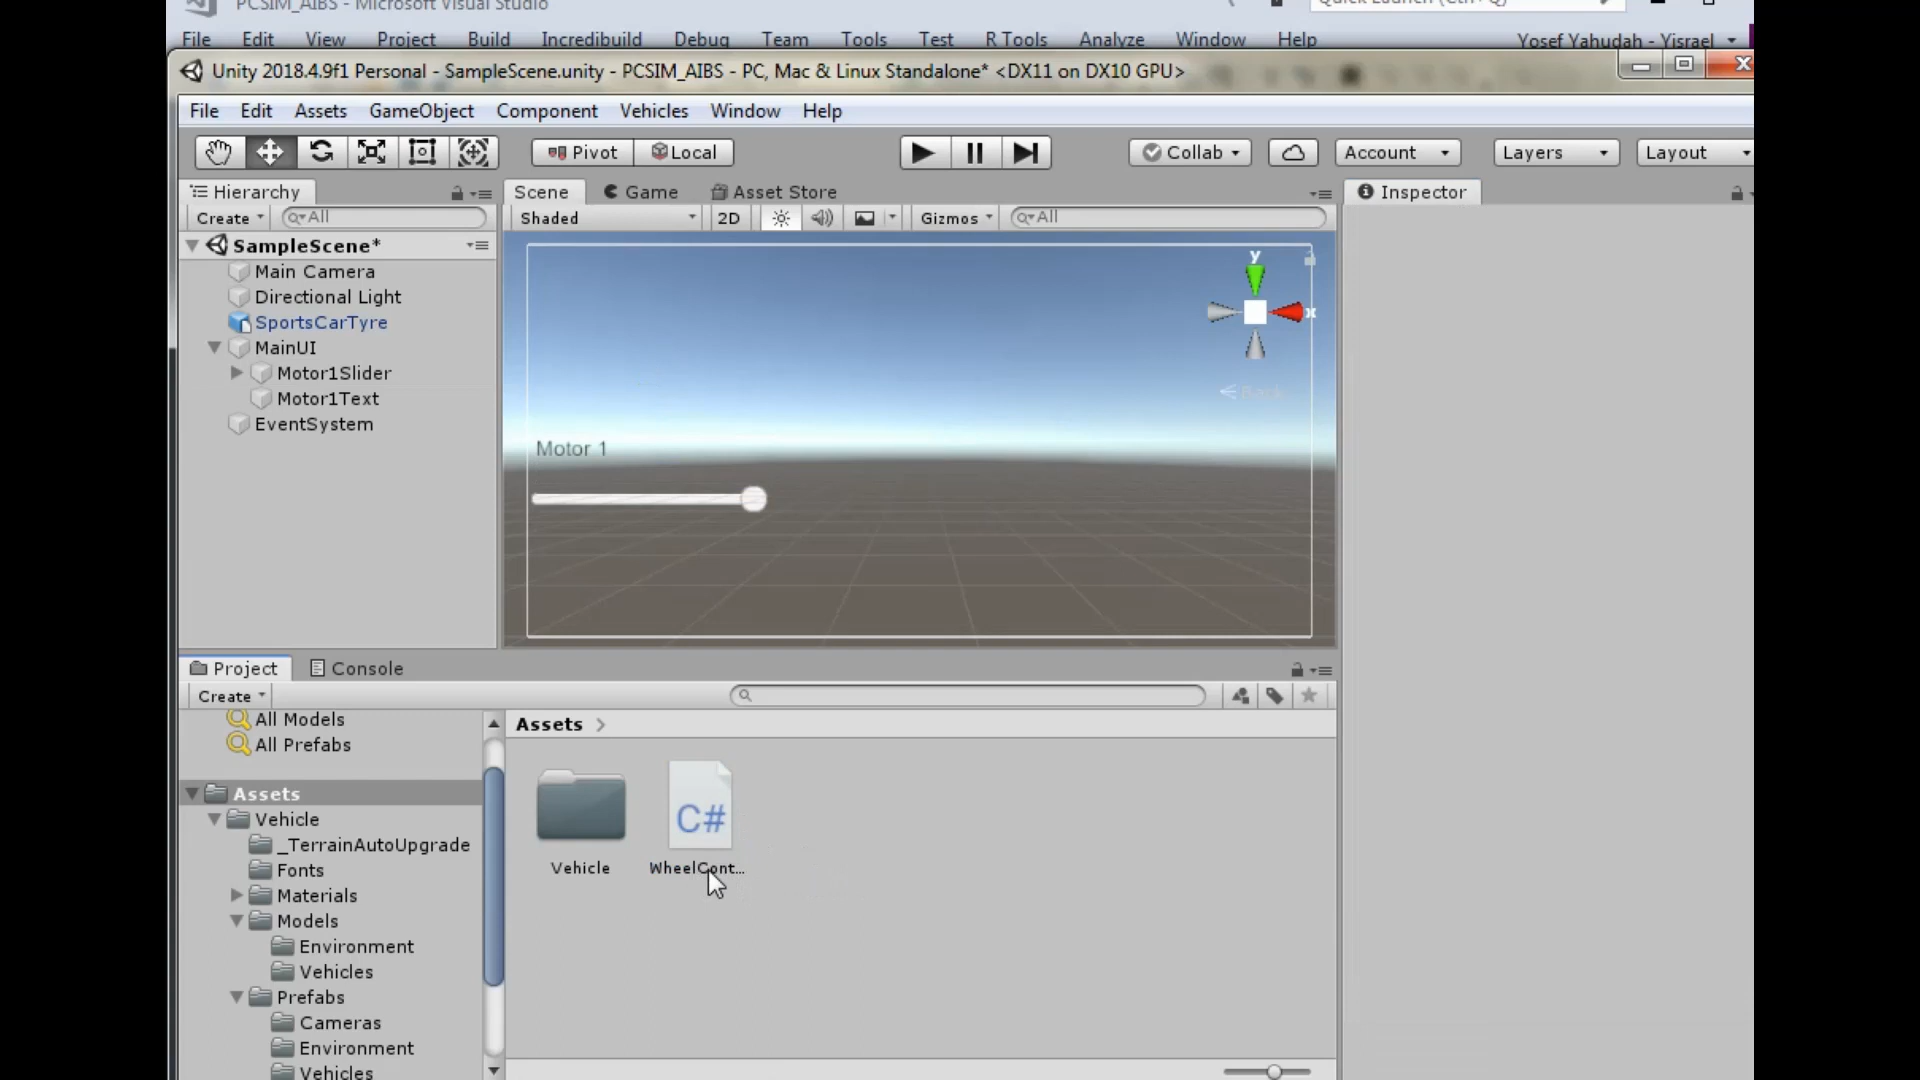 PCSIM_AIBS - Microsoft Visual Studio
Quick Launch (Ctrl+Q)
File Edit View Project Build Incredibuild Debug Team Tools Test R Tools Analyze Window Help Yosef Yahudah - Yisrael
Unity 2018.4.9f1 Personal - SampleScene.unity - PCSIM_AIBS - PC, Mac & Linux Standalone* <DX11 on DX10 GPU>
File Edit Assets GameObject Component Vehicles Window Help
Pivot Local Collab Account Layers Layout
Hierarchy Scene Game Asset Store Inspector
Create All Shaded 2D Gizmos All
SampleScene*
Main Camera
Directional Light
SportsCarTyre
MainUI
Motor1Slider
Motor1Text
EventSystem
y
x
Back
Motor 1
Project Console
Create
All Models
All Prefabs
Assets
Vehicle
_TerrainAutoUpgrade
Fonts
Materials
Models
Environment
Vehicles
Prefabs
Cameras
Environment
Vehicles
Assets
C#
Vehicle WheelCont...